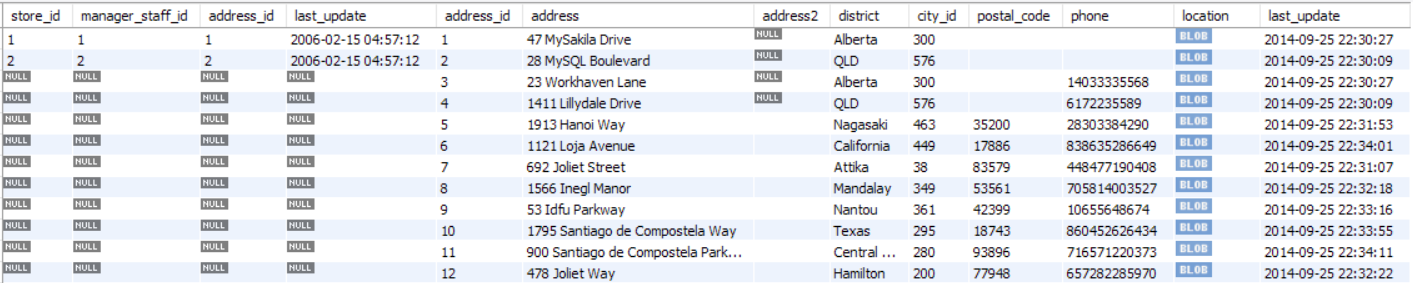 store_id manager_staff_id address_id last_update address_id address address2 district city_id postal_code phone location last_update
1 1 1 2006-02-15 04:57:12 1 47 MySakila Drive NULL Alberta 300 BLOB 2014-09-25 22:30:27
2 2 2 2006-02-15 04:57:12 2 28 MySQL Boulevard NULL QLD 576 BLOB 2014-09-25 22:30:09
NULL NULL NULL NULL 3 23 Workhaven Lane NULL Alberta 300 14033335568 BLOB 2014-09-25 22:30:27
NULL NULL NULL NULL 4 1411 Lillydale Drive NULL QLD 576 6172235589 BLOB 2014-09-25 22:30:09
NULL NULL NULL NULL 5 1913 Hanoi Way Nagasaki 463 35200 28303384290 BLOB 2014-09-25 22:31:53
NULL NULL NULL NULL 6 1121 Loja Avenue California 449 17886 838635286649 BLOB 2014-09-25 22:34:01
NULL NULL NULL NULL 7 692 Joliet Street Attika 38 83579 448477190408 BLOB 2014-09-25 22:31:07
NULL NULL NULL NULL 8 1566 Inegl Manor Mandalay 349 53561 705814003527 BLOB 2014-09-25 22:32:18
NULL NULL NULL NULL 9 53 Idfu Parkway Nantou 361 42399 10655648674 BLOB 2014-09-25 22:33:16
NULL NULL NULL NULL 10 1795 Santiago de Compostela Way Texas 295 18743 860452626434 BLOB 2014-09-25 22:33:55
NULL NULL NULL NULL 11 900 Santiago de Compostela Park... Central ... 280 93896 716571220373 BLOB 2014-09-25 22:34:11
NULL NULL NULL NULL 12 478 Joliet Way Hamilton 200 77948 657282285970 BLOB 2014-09-25 22:32:22